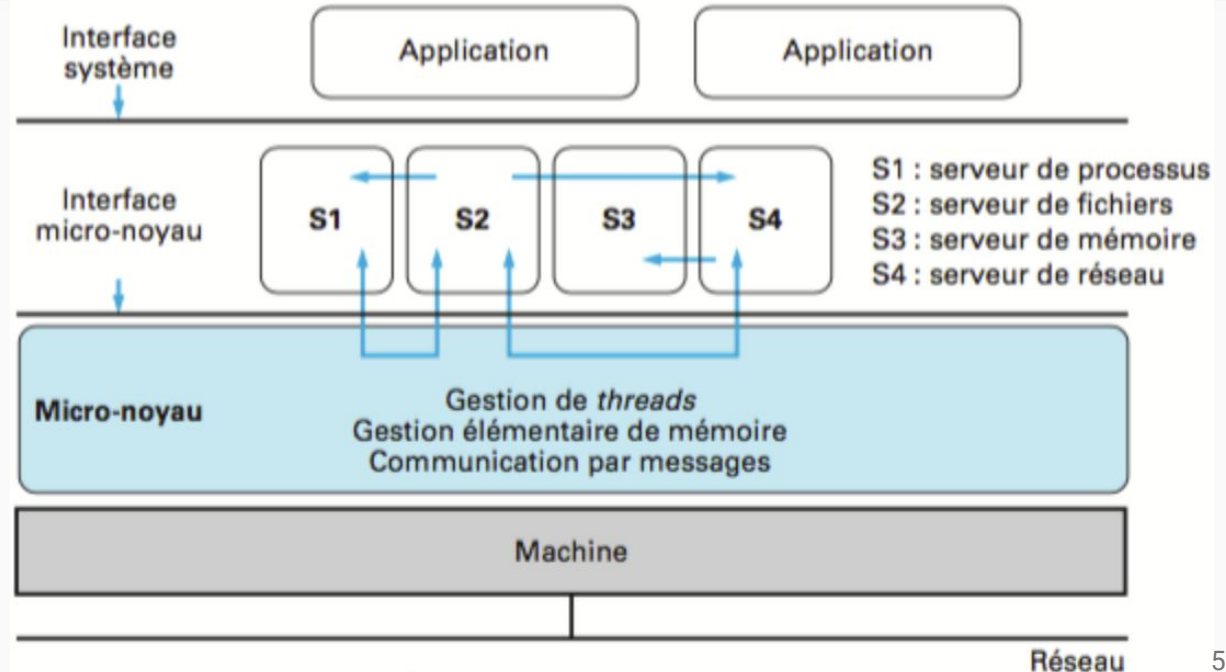 Interface
système
Application
Application
Interface
micro-noyau
S1
S2
S3
S4
S1 : serveur de processus
S2 : serveur de fichiers
S3 : serveur de mémoire
S4 : serveur de réseau
Micro-noyau
Gestion de threads
Gestion élémentaire de mémoire
Communication par messages
Machine
Réseau
5